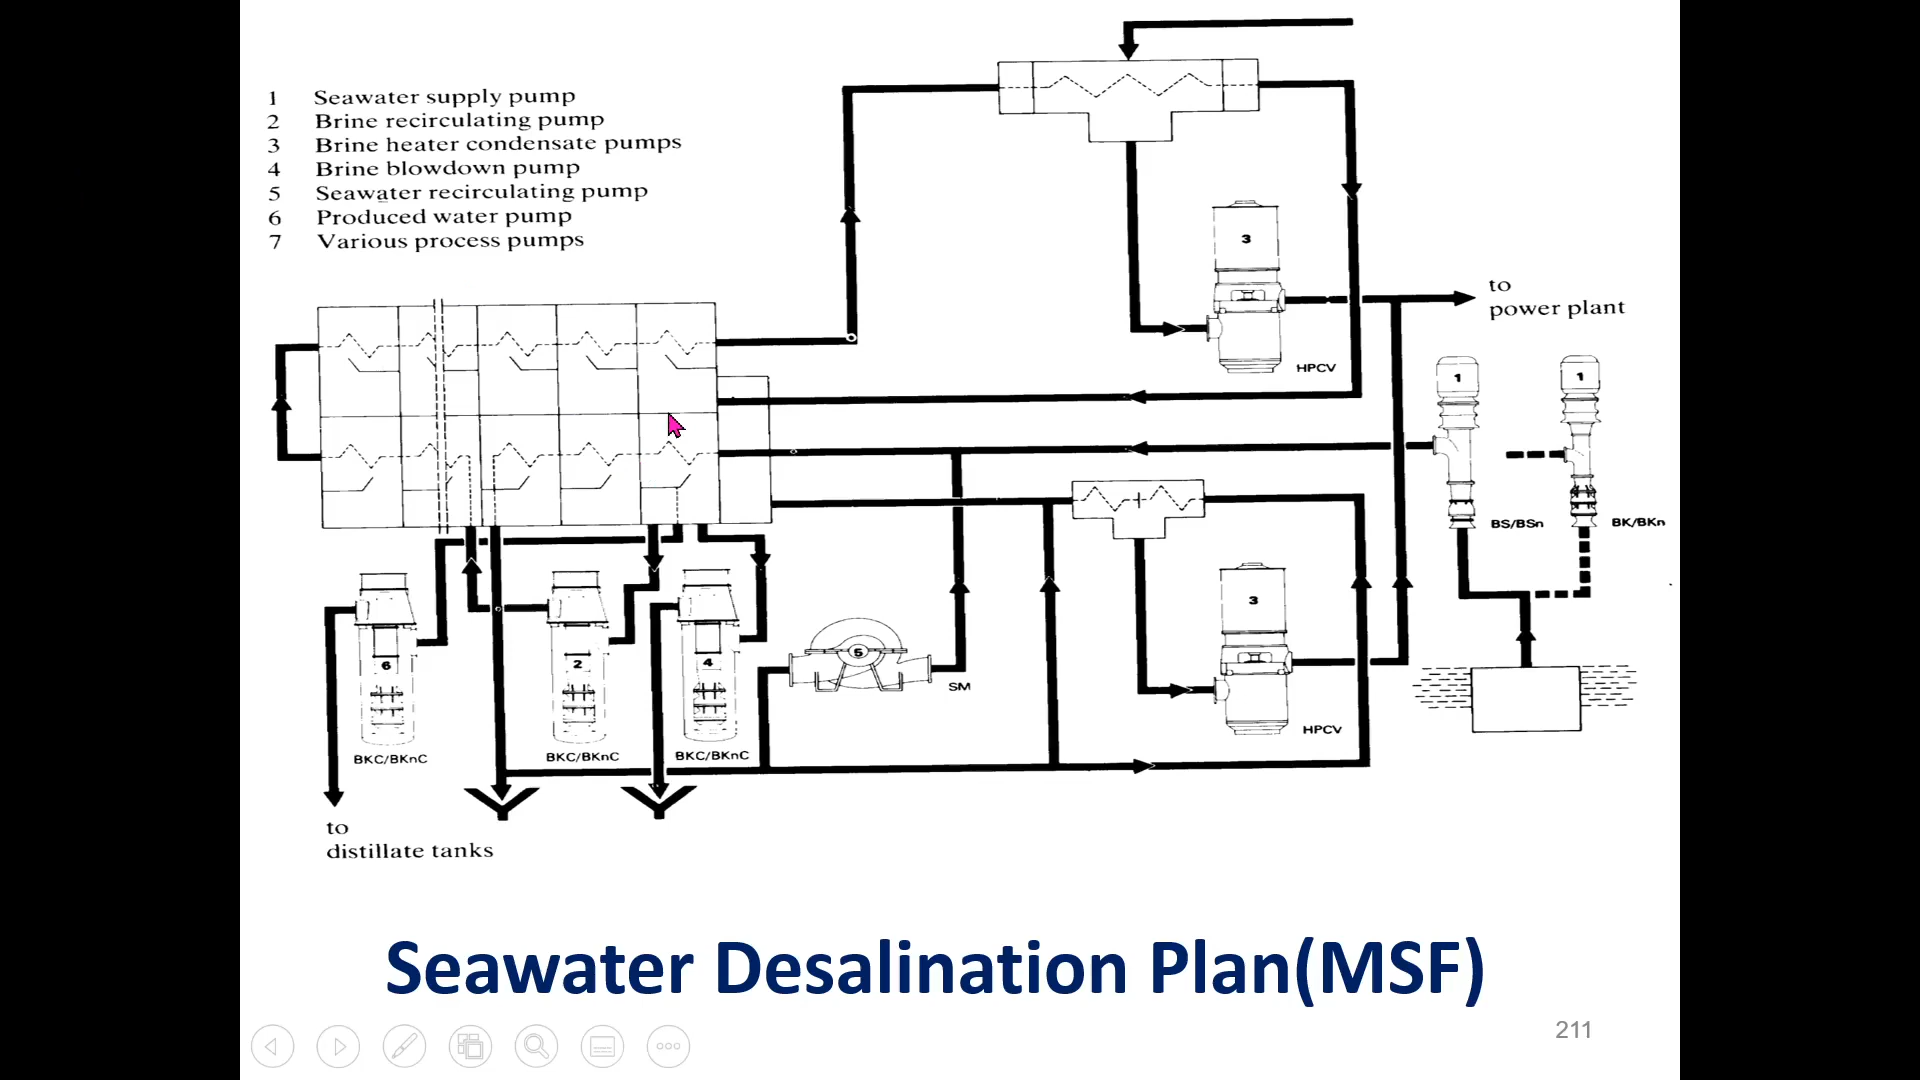 1 Seawater supply pump
2 Brine recirculating pump
3 Brine heater condensate pumps
4 Brine blowdown pump
5 Seawater recirculating pump
6 Produced water pump
7 Various process pumps
3
to
power plant
HPCV
1
1
BS/BSn
BK/BKn
3
6
2
4
5
SM
HPCV
BKC/BKnC
BKC/BKnC
BKC/BKnC
to
distillate tanks
Seawater Desalination Plan(MSF)
211